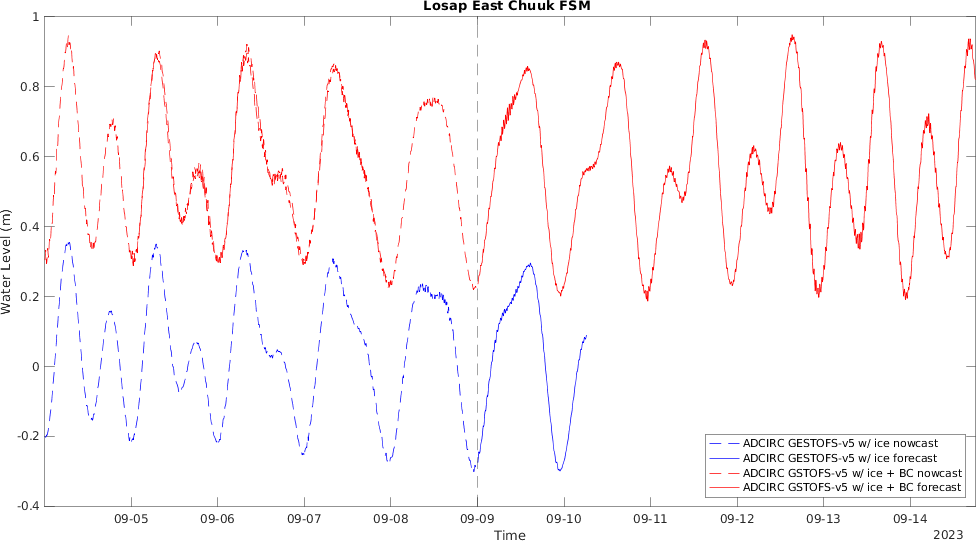 Losap East Chuuk FSM
Water Level (m)
1
0.8
0.6
0.4
0.2
0
-0.2
-0.4
ADCIRC GESTOFS-v5 w/ ice nowcast
ADCIRC GESTOFS-v5 w/ ice forecast
ADCIRC GSTOFS-v5 w/ ice + BC nowcast
ADCIRC GSTOFS-v5 w/ ice + BC forecast
09-05 09-06 09-07 09-08 09-09 09-10 09-11 09-12 09-13 09-14
Time
2023